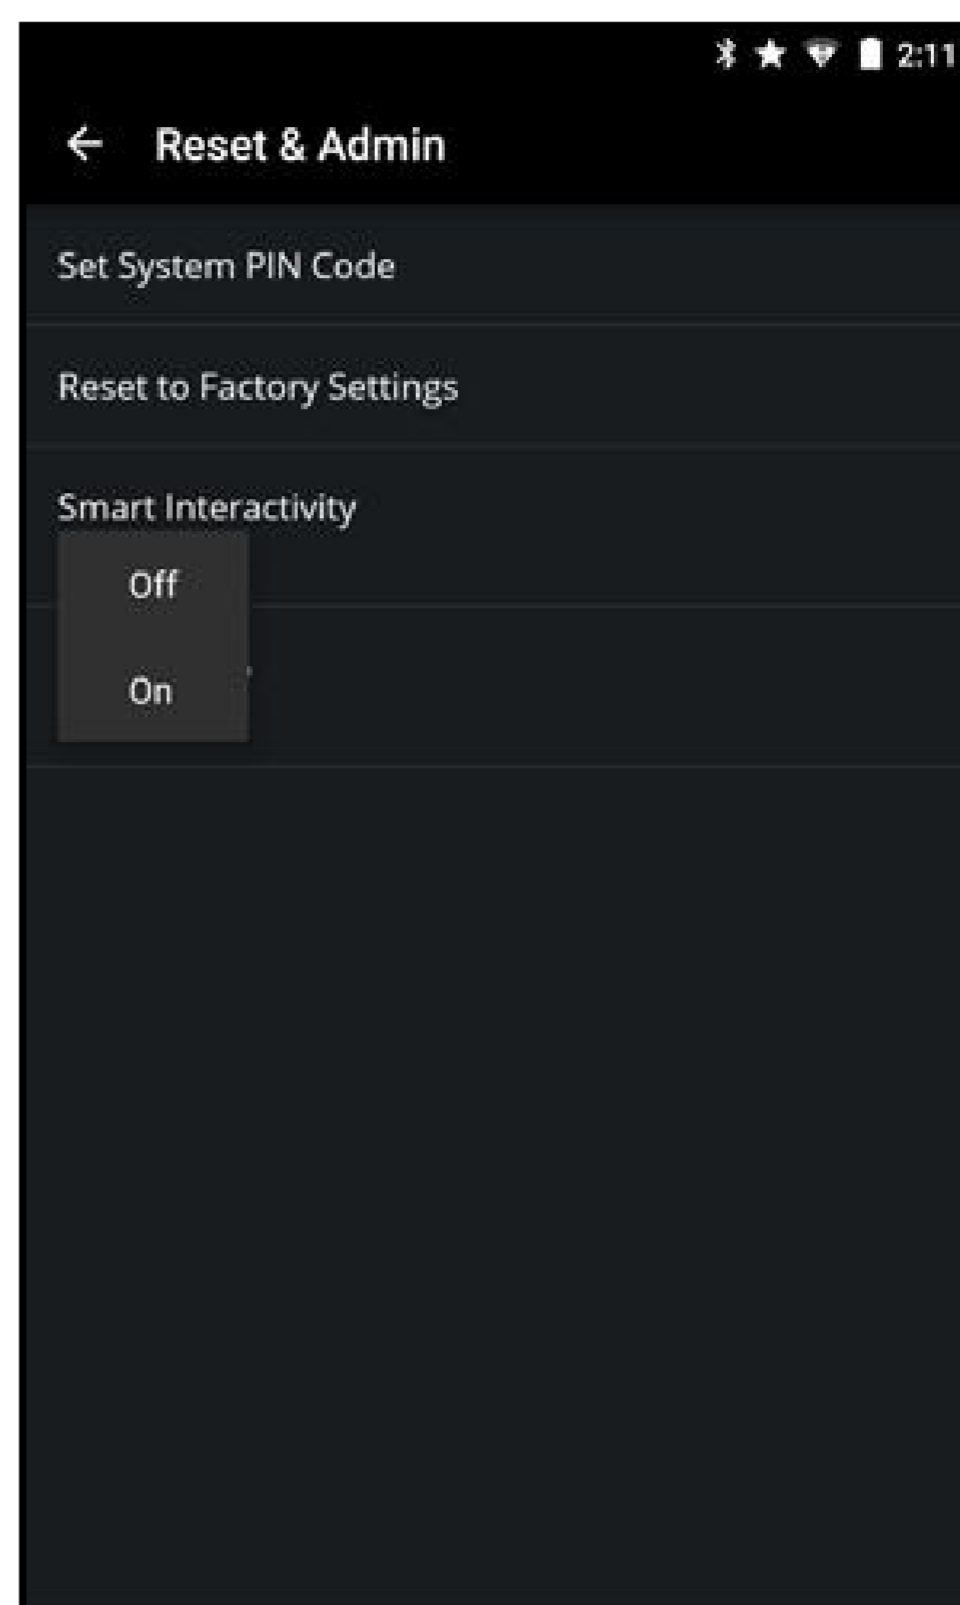 2:11
Reset & Admin
Set System PIN Code
Reset to Factory Settings
Smart Interactivity
Off
On